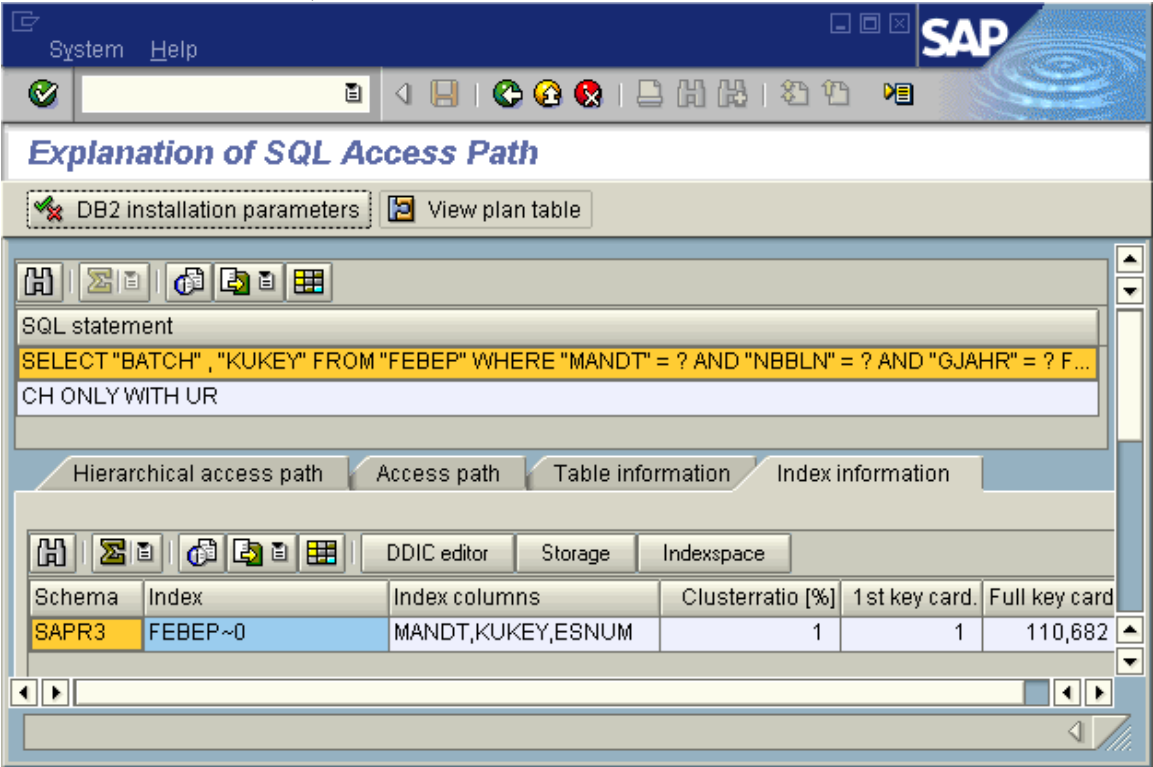 System Help
SAP
Explanation of SQL Access Path
DB2 installation parameters View plan table
SQL statement
SELECT "BATCH" , "KUKEY" FROM "FEBEP" WHERE "MANDT" = ? AND "NBBLN" = ? AND "GJAHR" = ? F...
CH ONLY WITH UR
Hierarchical access path Access path Table information Index information
DDIC editor Storage Indexspace
Schema Index Index columns Clusterratio [%] 1st key card. Full key card
SAPR3 FEBEP~0 MANDT,KUKEY,ESNUM 1 1 110,682